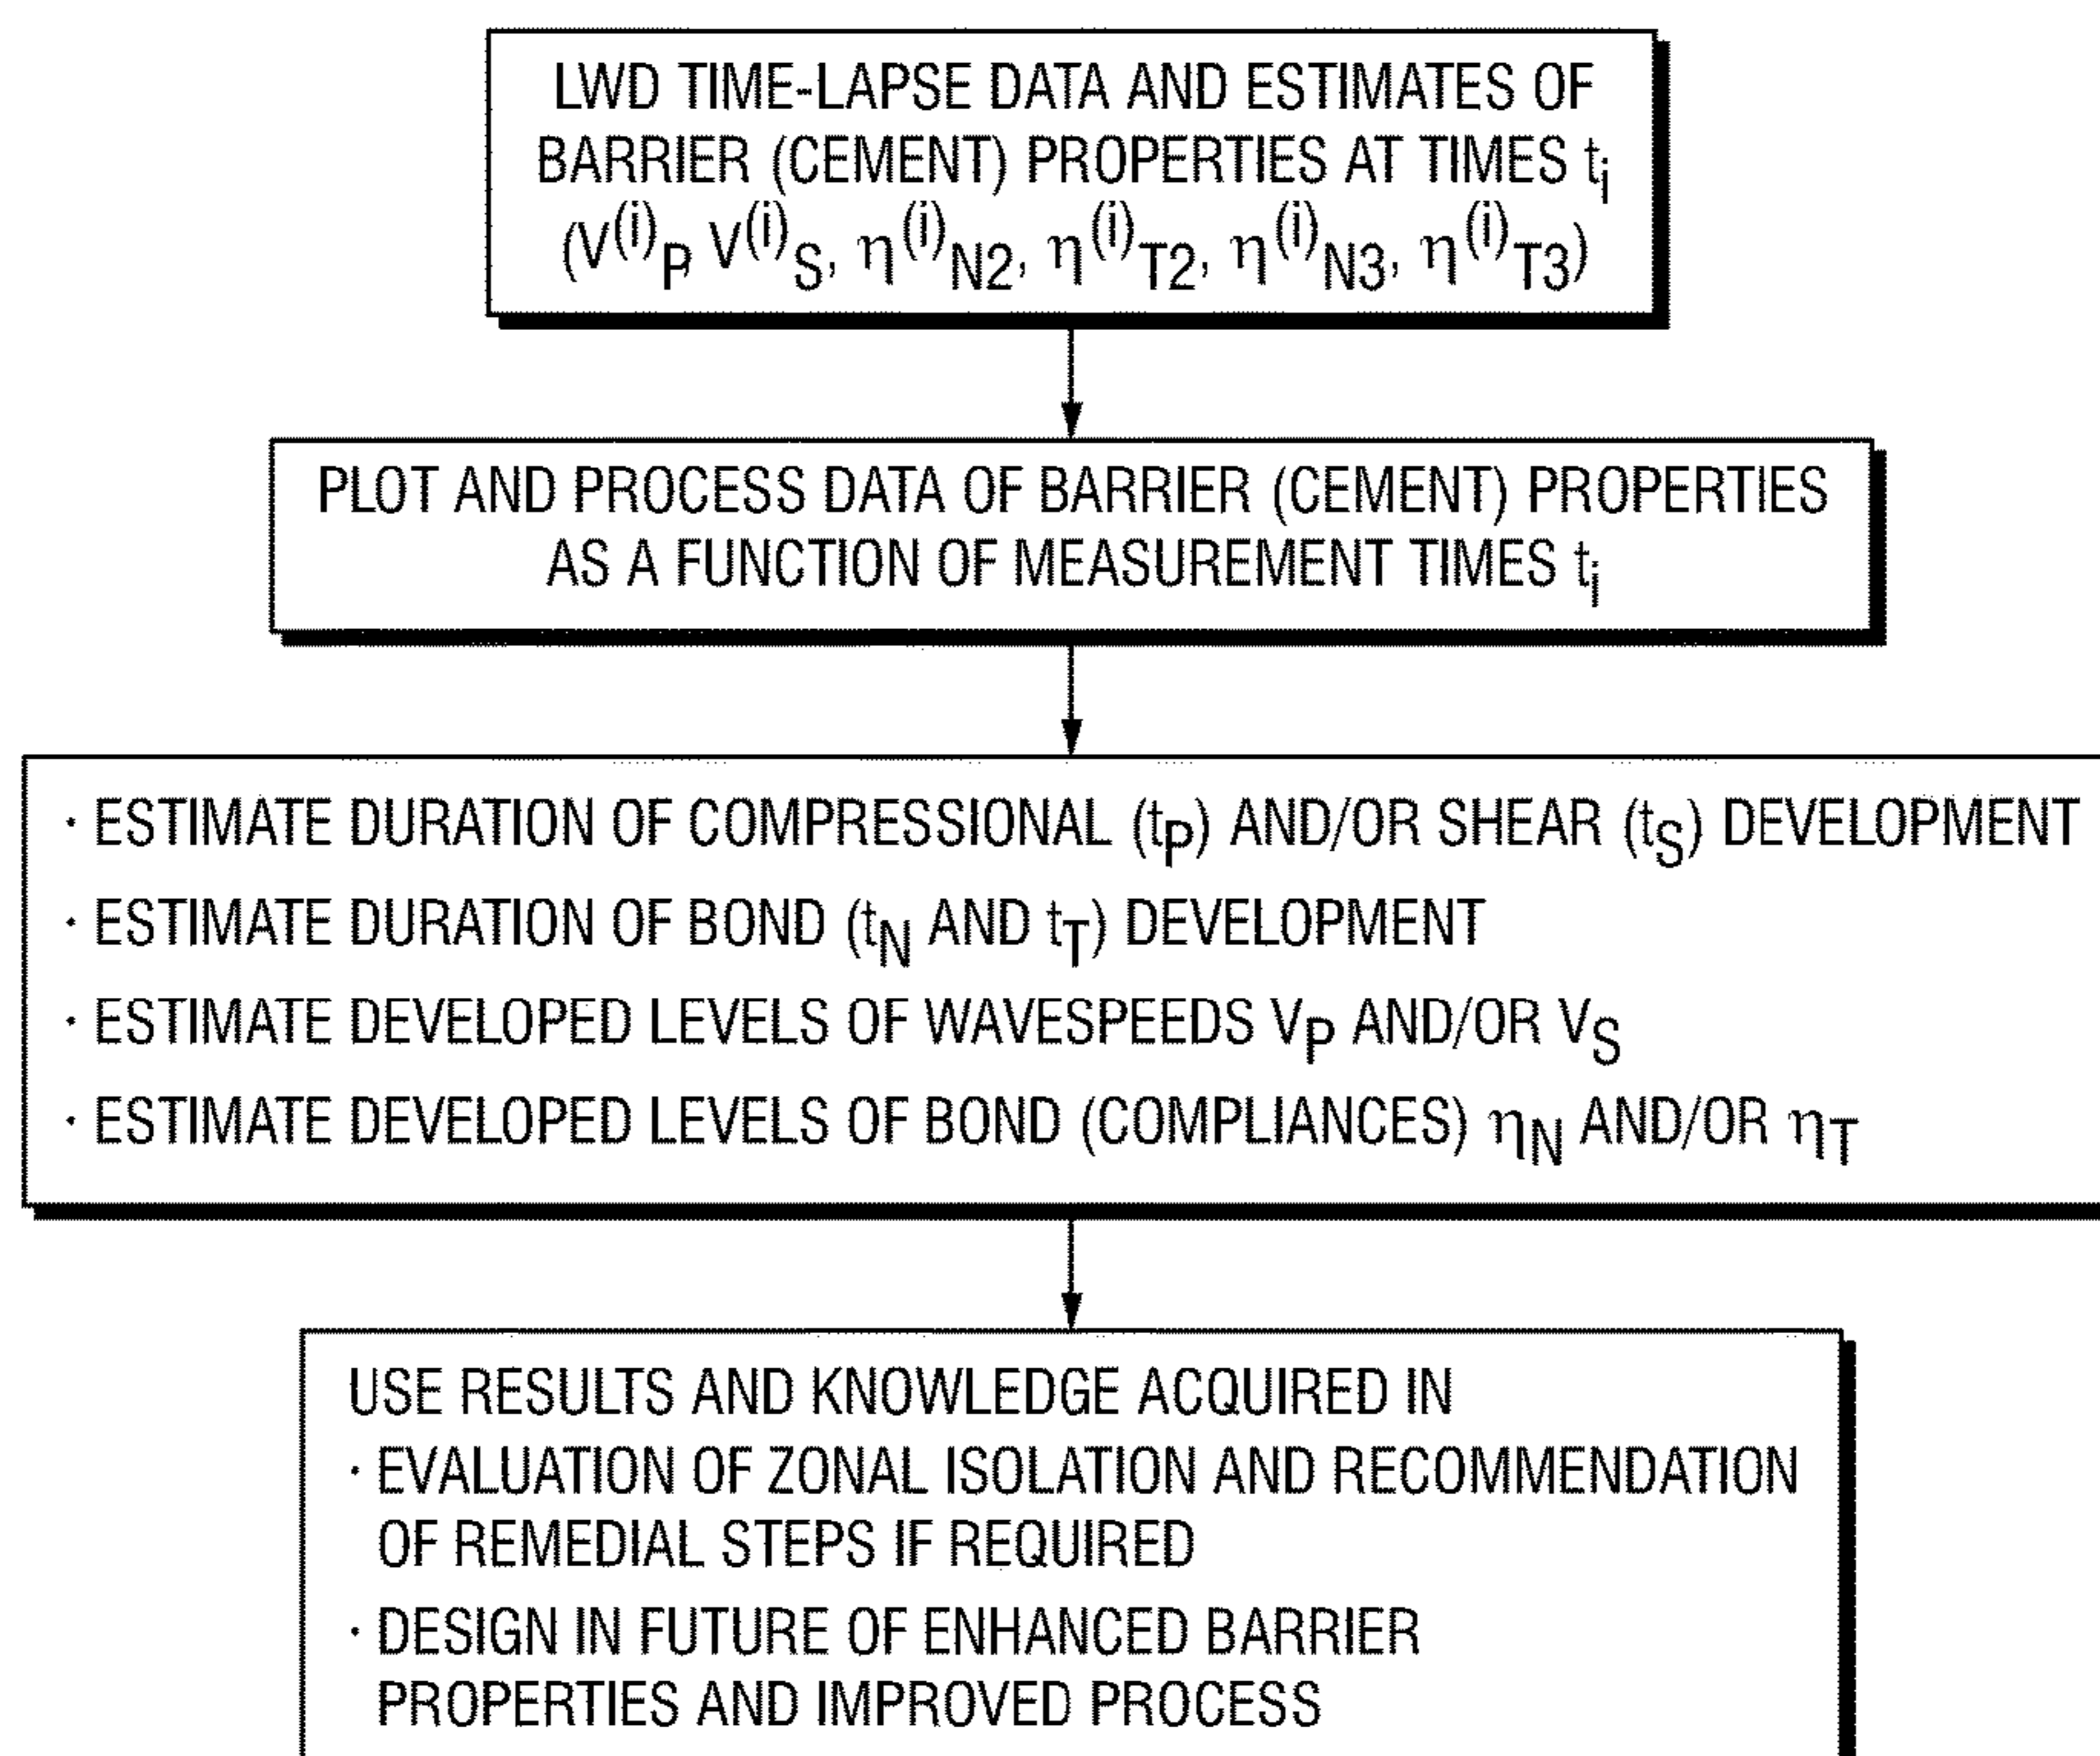 LWD TIME-LAPSE DATA AND ESTIMATES OF
BARRIER (CEMENT) PROPERTIES AT TIMES tᵢ
(V⁽ⁱ⁾P V⁽ⁱ⁾S, η⁽ⁱ⁾N2, η⁽ⁱ⁾T2, η⁽ⁱ⁾N3, η⁽ⁱ⁾T3)
PLOT AND PROCESS DATA OF BARRIER (CEMENT) PROPERTIES
AS A FUNCTION OF MEASUREMENT TIMES tᵢ
· ESTIMATE DURATION OF COMPRESSIONAL (tP) AND/OR SHEAR (tS) DEVELOPMENT
· ESTIMATE DURATION OF BOND (tN AND tT) DEVELOPMENT
· ESTIMATE DEVELOPED LEVELS OF WAVESPEEDS VP AND/OR VS
· ESTIMATE DEVELOPED LEVELS OF BOND (COMPLIANCES) ηN AND/OR ηT
USE RESULTS AND KNOWLEDGE ACQUIRED IN
· EVALUATION OF ZONAL ISOLATION AND RECOMMENDATION
OF REMEDIAL STEPS IF REQUIRED
· DESIGN IN FUTURE OF ENHANCED BARRIER
PROPERTIES AND IMPROVED PROCESS